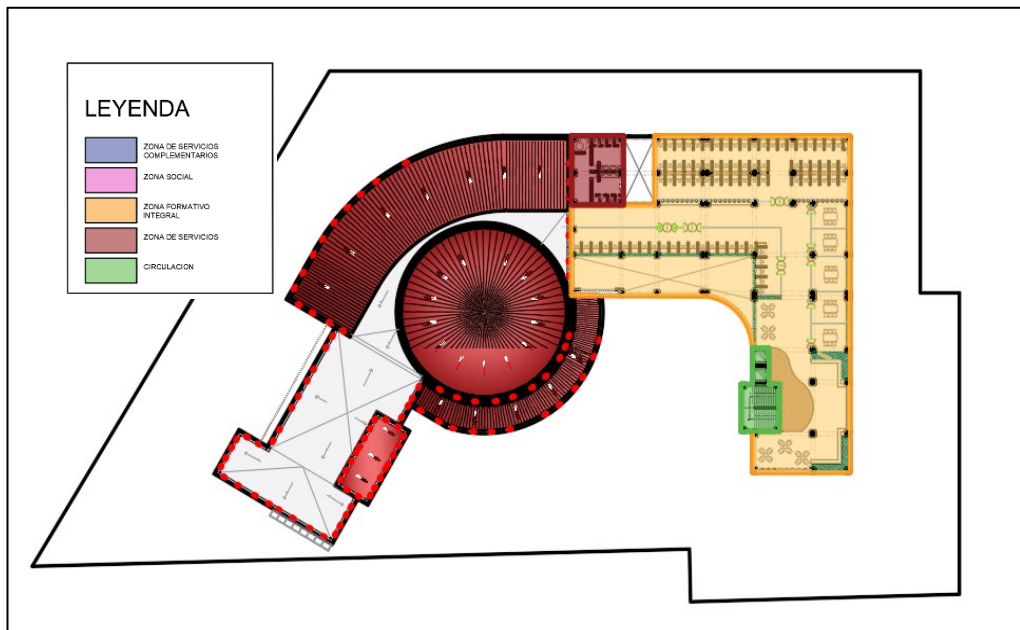 LEYENDA
ZONA DE SERVICIOS
COMPLEMENTARIOS
ZONA SOCIAL
ZONA FORMATIVO
INTEGRAL
ZONA DE SERVICIOS
CIRCULACION